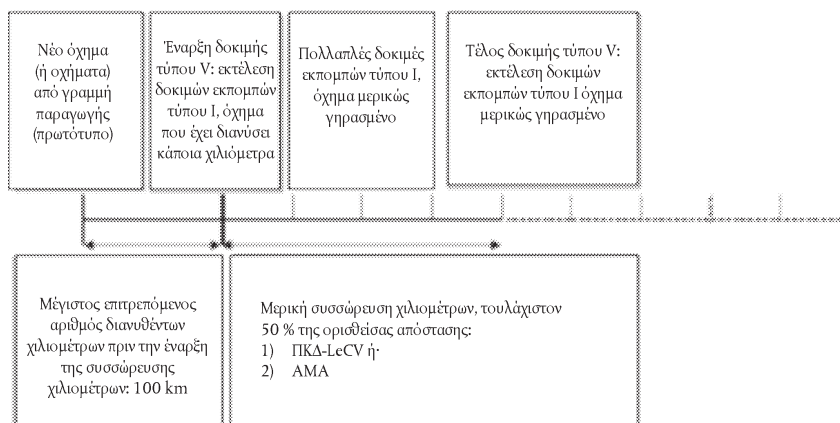 Νέο όχημα
(ή οχήματα)
από γραμμή
παραγωγής
(πρωτότυπο)
Έναρξη δοκιμής
τύπου V: εκτέλεση
δοκιμών εκπομπών
τύπου I, όχημα
που έχει διανύσει
κάποια χιλιόμετρα
Πολλαπλές δοκιμές
εκπομπών τύπου I,
όχημα μερικώς
γηρασμένο
Τέλος δοκιμής τύπου V:
εκτέλεση δοκιμών
εκπομπών τύπου I όχημα
μερικώς γηρασμένο
Μέγιστος επιτρεπόμενος
αριθμός διανυθέντων
χιλιομέτρων πριν την έναρξη
της συσσώρευσης
χιλιομέτρων: 100 km
Μερική συσσώρευση χιλιομέτρων, τουλάχιστον
50 % της ορισθείσας απόστασης:
1) ΠΚΔ-LeCV ή·
2) AMA